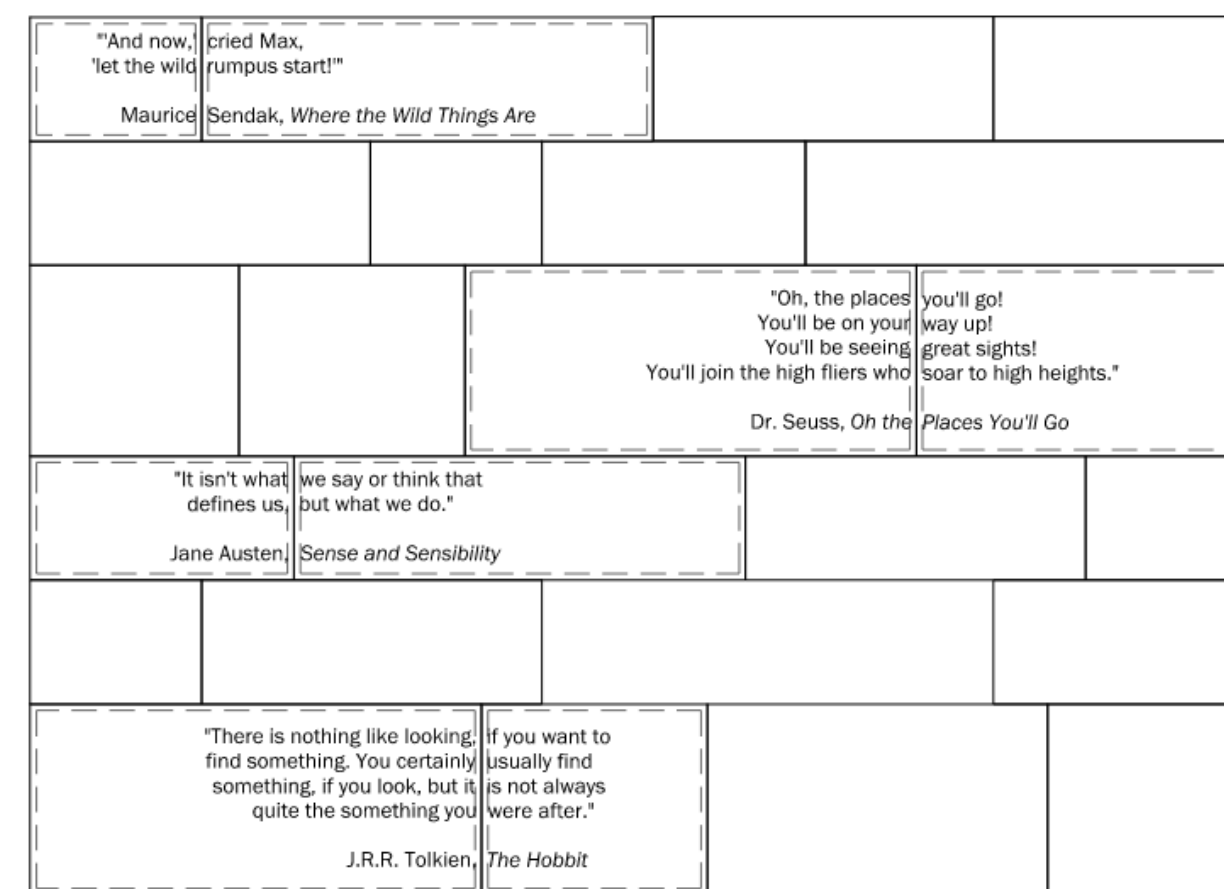 "'And now,' cried Max,
'let the wild rumpus start!'"
Maurice Sendak, Where the Wild Things Are
"Oh, the places you'll go!
You'll be on your way up!
You'll be seeing great sights!
You'll join the high fliers who soar to high heights."
Dr. Seuss, Oh the Places You'll Go
"It isn't what we say or think that
defines us, but what we do."
Jane Austen, Sense and Sensibility
"There is nothing like looking, if you want to
find something. You certainly usually find
something, if you look, but it is not always
quite the something you were after."
J.R.R. Tolkien, The Hobbit